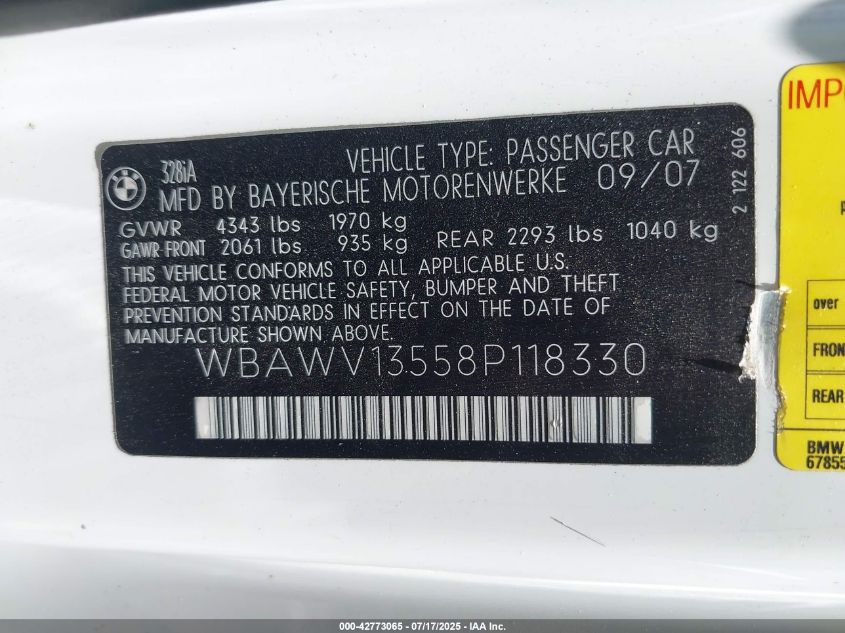 BMW
328iA
VEHICLE TYPE: PASSENGER CAR
MFD BY BAYERISCHE MOTORENWERKE 09/07
GVWR 4343 lbs 1970 kg
GAWR FRONT 2061 lbs 935 kg REAR 2293 lbs 1040 kg
THIS VEHICLE CONFORMS TO ALL APPLICABLE U.S.
FEDERAL MOTOR VEHICLE SAFETY, BUMPER AND THEFT
PREVENTION STANDARDS IN EFFECT ON THE DATE OF
MANUFACTURE SHOWN ABOVE.
WBAWV13558P118330
2 122 606
IMP
over
FRON
REAR
BMW
6785
000-42773065 / 07/17/2025 - IAA Inc.